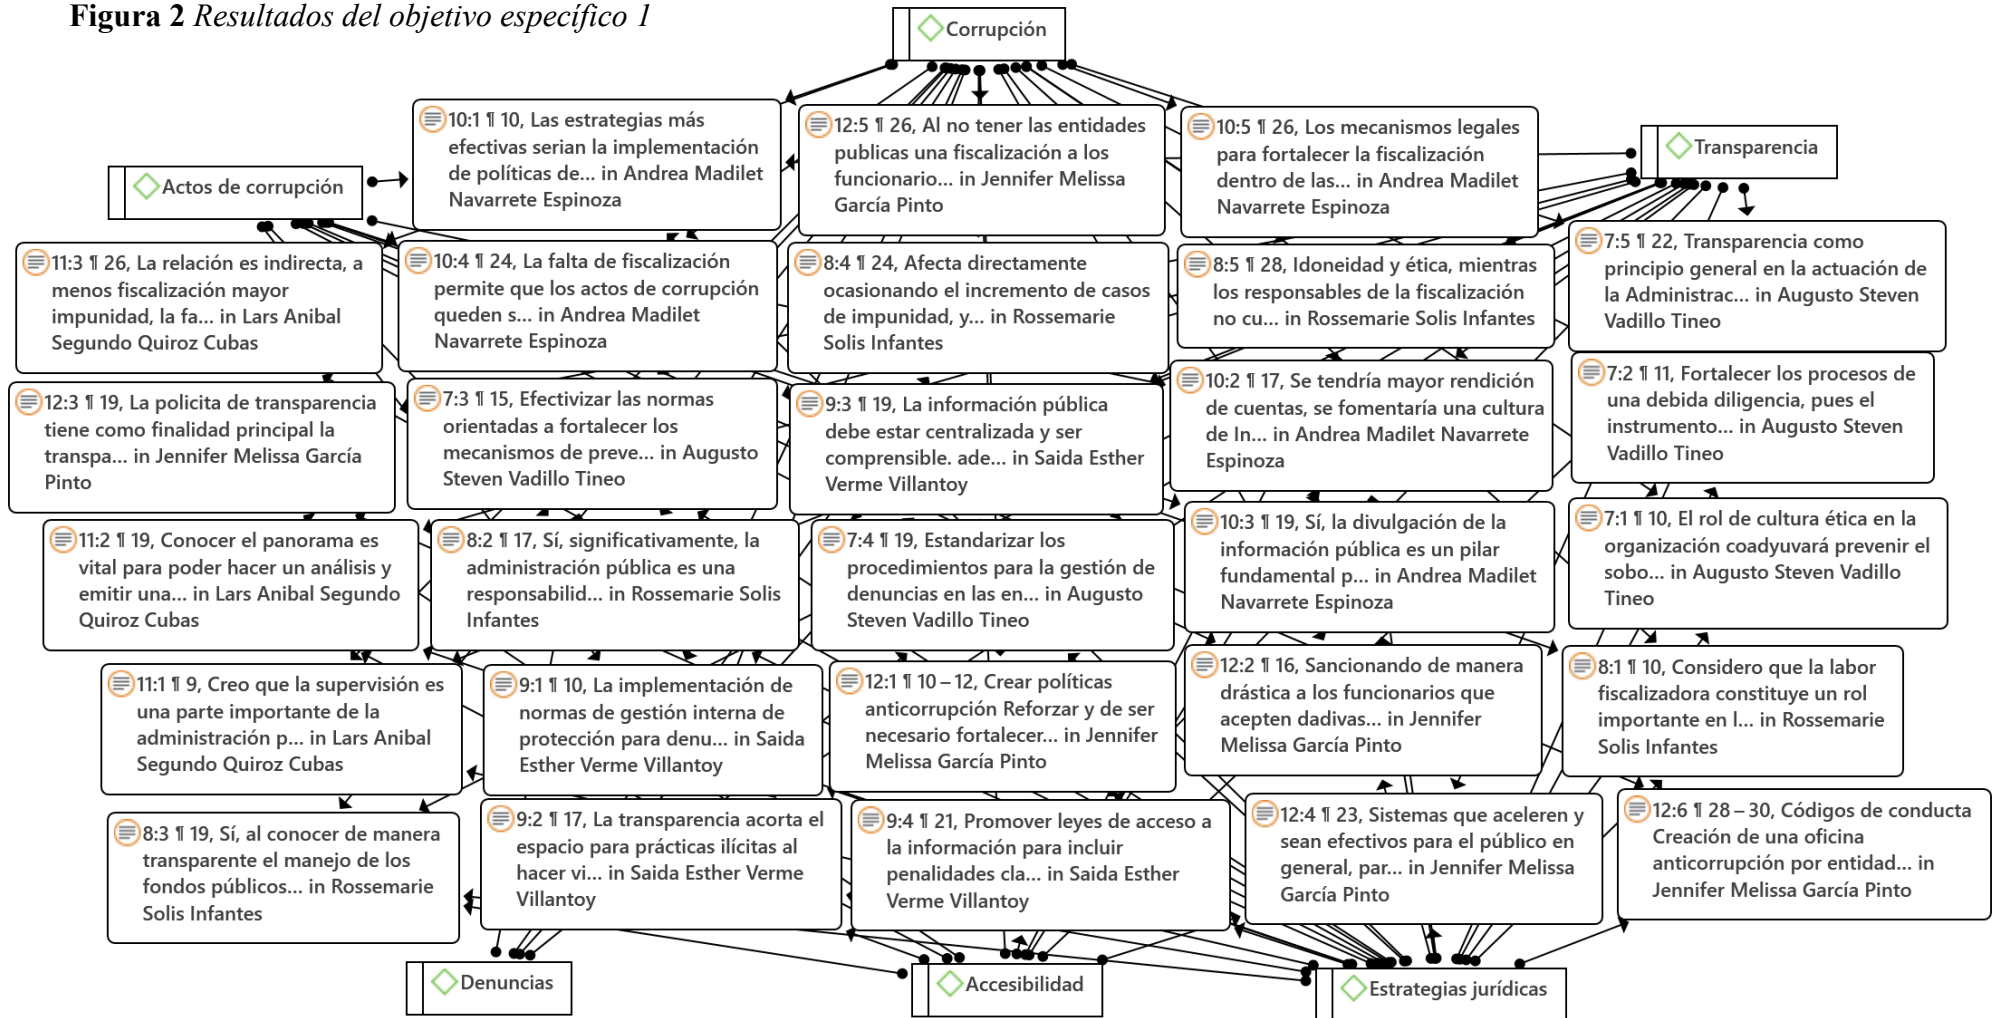 Figura 2 Resultados del objetivo específico 1
Corrupción
10:1 ¶ 10, Las estrategias más
efectivas serian la implementación
de políticas de... in Andrea Madilet
Navarrete Espinoza
12:5 ¶ 26, Al no tener las entidades
publicas una fiscalización a los
funcionario... in Jennifer Melissa
García Pinto
10:5 ¶ 26, Los mecanismos legales
para fortalecer la fiscalización
dentro de las... in Andrea Madilet
Navarrete Espinoza
Transparencia
Actos de corrupción
11:3 ¶ 26, La relación es indirecta, a
menos fiscalización mayor
impunidad, la fa... in Lars Anibal
Segundo Quiroz Cubas
10:4 ¶ 24, La falta de fiscalización
permite que los actos de corrupción
queden s... in Andrea Madilet
Navarrete Espinoza
8:4 ¶ 24, Afecta directamente
ocasionando el incremento de casos
de impunidad, y... in Rossemarie
Solis Infantes
8:5 ¶ 28, Idoneidad y ética, mientras
los responsables de la fiscalización
no cu... in Rossemarie Solis Infantes
7:5 ¶ 22, Transparencia como
principio general en la actuación de
la Administrac... in Augusto Steven
Vadillo Tineo
12:3 ¶ 19, La policita de transparencia
tiene como finalidad principal la
transpa... in Jennifer Melissa García
Pinto
7:3 ¶ 15, Efectivizar las normas
orientadas a fortalecer los
mecanismos de preve... in Augusto
Steven Vadillo Tineo
9:3 ¶ 19, La información pública
debe estar centralizada y ser
comprensible. ade... in Saida Esther
Verme Villantoy
10:2 ¶ 17, Se tendría mayor rendición
de cuentas, se fomentaría una cultura
de In... in Andrea Madilet Navarrete
Espinoza
7:2 ¶ 11, Fortalecer los procesos de
una debida diligencia, pues el
instrumento... in Augusto Steven
Vadillo Tineo
11:2 ¶ 19, Conocer el panorama es
vital para poder hacer un análisis y
emitir una... in Lars Anibal Segundo
Quiroz Cubas
8:2 ¶ 17, Sí, significativamente, la
administración pública es una
responsabilid... in Rossemarie Solis
Infantes
7:4 ¶ 19, Estandarizar los
procedimientos para la gestión de
denuncias en las en... in Augusto
Steven Vadillo Tineo
10:3 ¶ 19, Sí, la divulgación de la
información pública es un pilar
fundamental p... in Andrea Madilet
Navarrete Espinoza
7:1 ¶ 10, El rol de cultura ética en la
organización coadyuvará prevenir el
sobo... in Augusto Steven Vadillo
Tineo
11:1 ¶ 9, Creo que la supervisión es
una parte importante de la
administración p... in Lars Anibal
Segundo Quiroz Cubas
9:1 ¶ 10, La implementación de
normas de gestión interna de
protección para denu... in Saida
Esther Verme Villantoy
12:1 ¶ 10 – 12, Crear políticas
anticorrupción Reforzar y de ser
necesario fortalecer... in Jennifer
Melissa García Pinto
12:2 ¶ 16, Sancionando de manera
drástica a los funcionarios que
acepten dadivas... in Jennifer
Melissa García Pinto
8:1 ¶ 10, Considero que la labor
fiscalizadora constituye un rol
importante en l... in Rossemarie
Solis Infantes
8:3 ¶ 19, Sí, al conocer de manera
transparente el manejo de los
fondos públicos... in Rossemarie
Solis Infantes
9:2 ¶ 17, La transparencia acorta el
espacio para prácticas ilícitas al
hacer vi... in Saida Esther Verme
Villantoy
9:4 ¶ 21, Promover leyes de acceso a
la información para incluir
penalidades cla... in Saida Esther
Verme Villantoy
12:4 ¶ 23, Sistemas que aceleren y
sean efectivos para el público en
general, par... in Jennifer Melissa
García Pinto
12:6 ¶ 28 – 30, Códigos de conducta
Creación de una oficina
anticorrupción por entidad... in
Jennifer Melissa García Pinto
Denuncias
Accesibilidad
Estrategias jurídicas